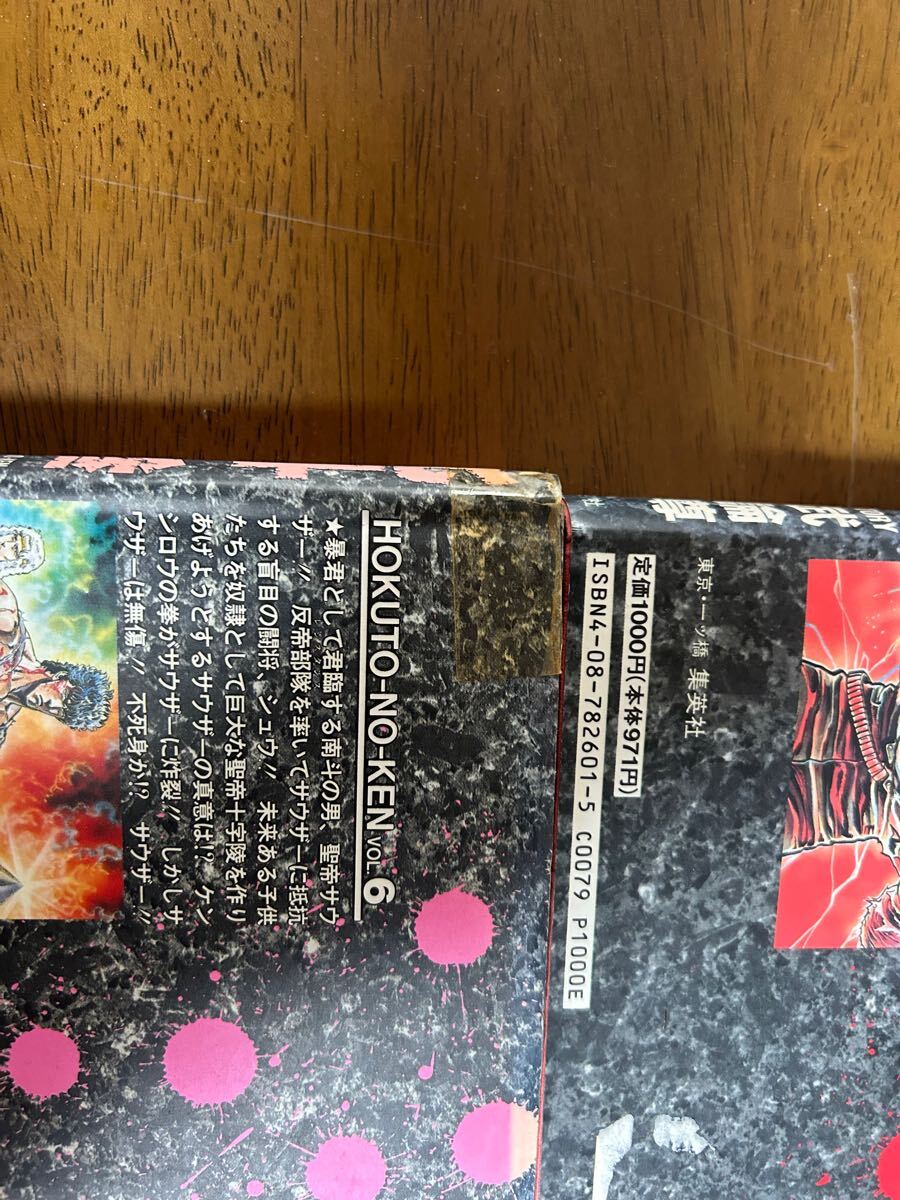 HOKUTO-NO-KEN VOL.6
★暴君として君臨する南斗の男、聖帝サウ
ザー!! 反帝部隊を率いてサウザーに抵抗
する盲目の闘将、シュウ!! 未来ある子供
たちを奴隷として巨大な聖帝十字陵を作り
あげようとするサウザーの真意は!? ケン
シロウの拳がサウザーに炸裂!! しかしサ
ウザーは無傷!! 不死身か!? サウザー!!
東京・一ッ橋 集英社
定価1000円(本体971円)
ISBN4-08-782601-5 C0079 P1000E